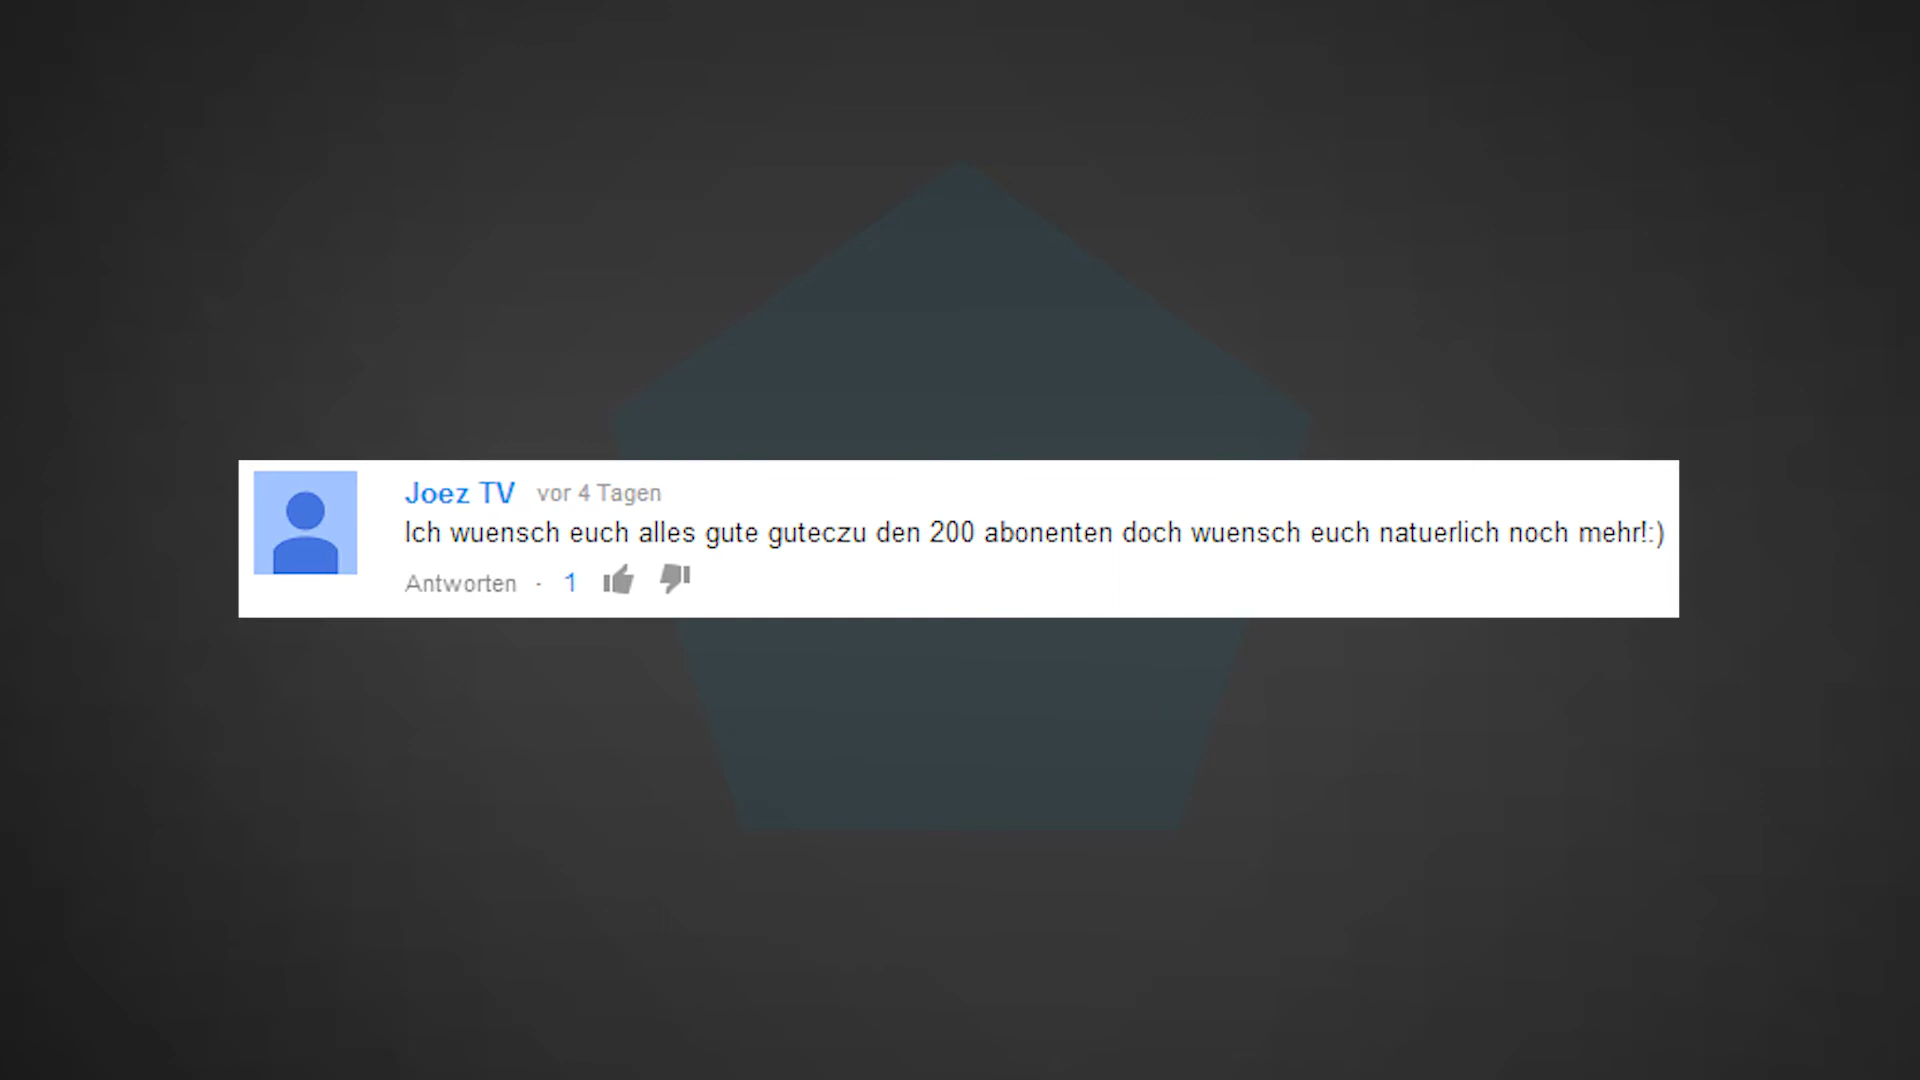 Joez TV vor 4 Tagen
Ich wuensch euch alles gute guteczu den 200 abonenten doch wuensch euch natuerlich noch mehr!:)
Antworten · 1